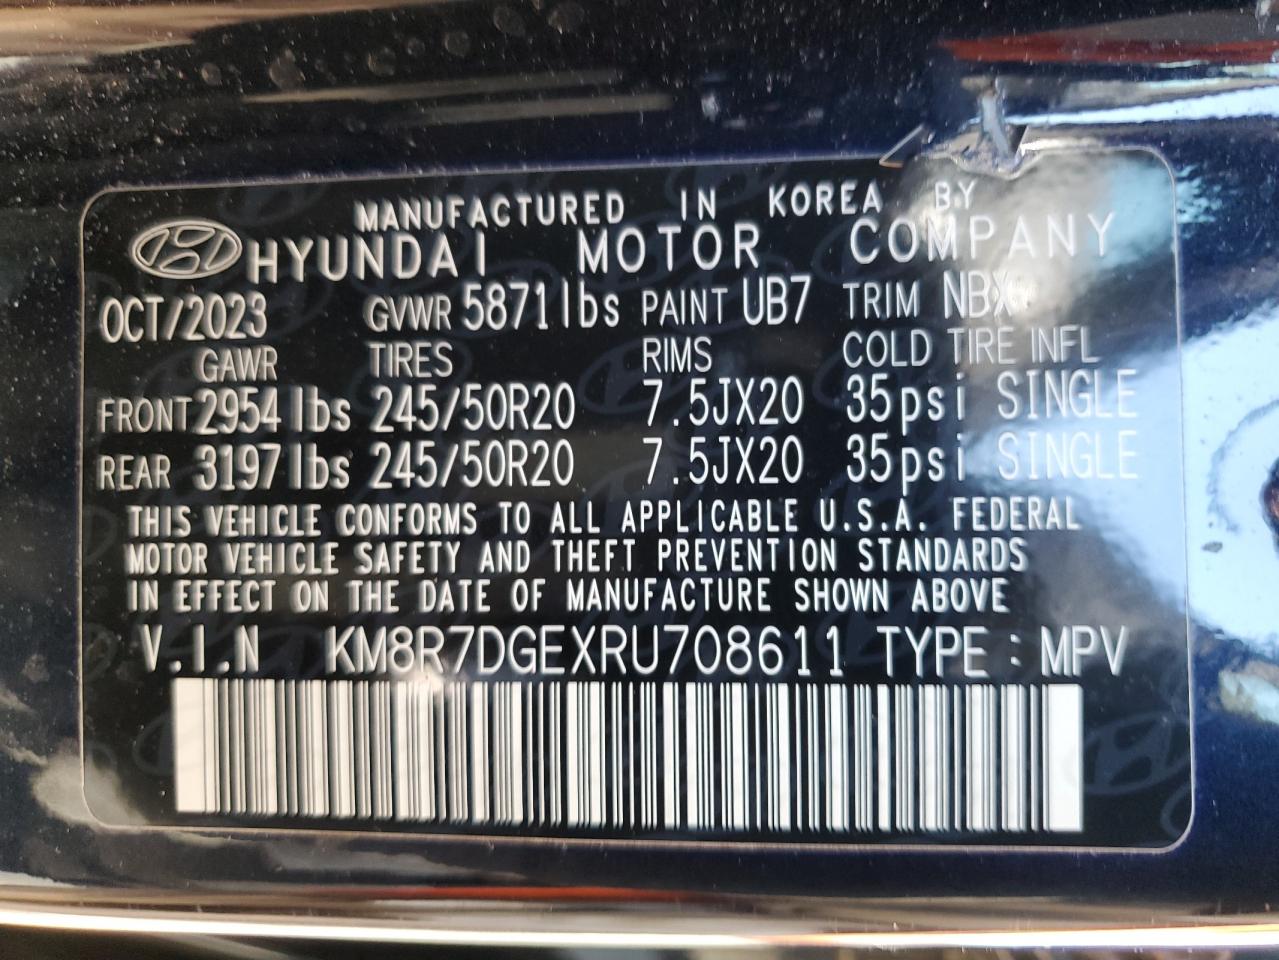 MANUFACTURED IN KOREA BY
HYUNDAI MOTOR COMPANY
OCT/2023 GVWR 5871lbs PAINT UB7 TRIM NBX
GAWR TIRES RIMS COLD TIRE INFL
FRONT 2954lbs 245/50R20 7.5JX20 35psi SINGLE
REAR 3197lbs 245/50R20 7.5JX20 35psi SINGLE
THIS VEHICLE CONFORMS TO ALL APPLICABLE U.S.A. FEDERAL
MOTOR VEHICLE SAFETY AND THEFT PREVENTION STANDARDS
IN EFFECT ON THE DATE OF MANUFACTURE SHOWN ABOVE
V.I.N KM8R7DGEXRU708611 TYPE : MPV